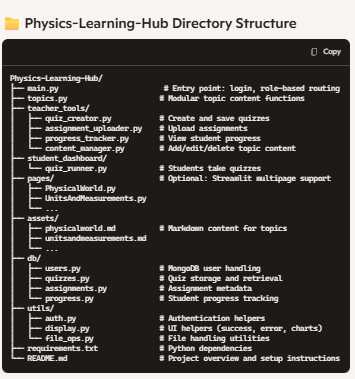 Physics-Learning-Hub Directory Structure
Copy
Physics-Learning-Hub/
├── main.py # Entry point: login, role-based routing
├── topics.py # Modular topic content functions
├── teacher_tools/
│ ├── quiz_creator.py # Create and save quizzes
│ ├── assignment_uploader.py # Upload assignments
│ ├── progress_tracker.py # View student progress
│ └── content_manager.py # Add/edit/delete topic content
├── student_dashboard/
│ └── quiz_runner.py # Students take quizzes
├── pages/ # Optional: Streamlit multipage support
│ ├── PhysicalWorld.py
│ ├── UnitsAndMeasurements.py
│ └── ...
├── assets/
│ ├── physicalworld.md # Markdown content for topics
│ ├── unitsandmeasurements.md
│ └── ...
├── db/
│ ├── users.py # MongoDB user handling
│ ├── quizzes.py # Quiz storage and retrieval
│ ├── assignments.py # Assignment metadata
│ └── progress.py # Student progress tracking
├── utils/
│ ├── auth.py # Authentication helpers
│ ├── display.py # UI helpers (success, error, charts)
│ └── file_ops.py # File handling utilities
├── requirements.txt # Python dependencies
└── README.md # Project overview and setup instructions